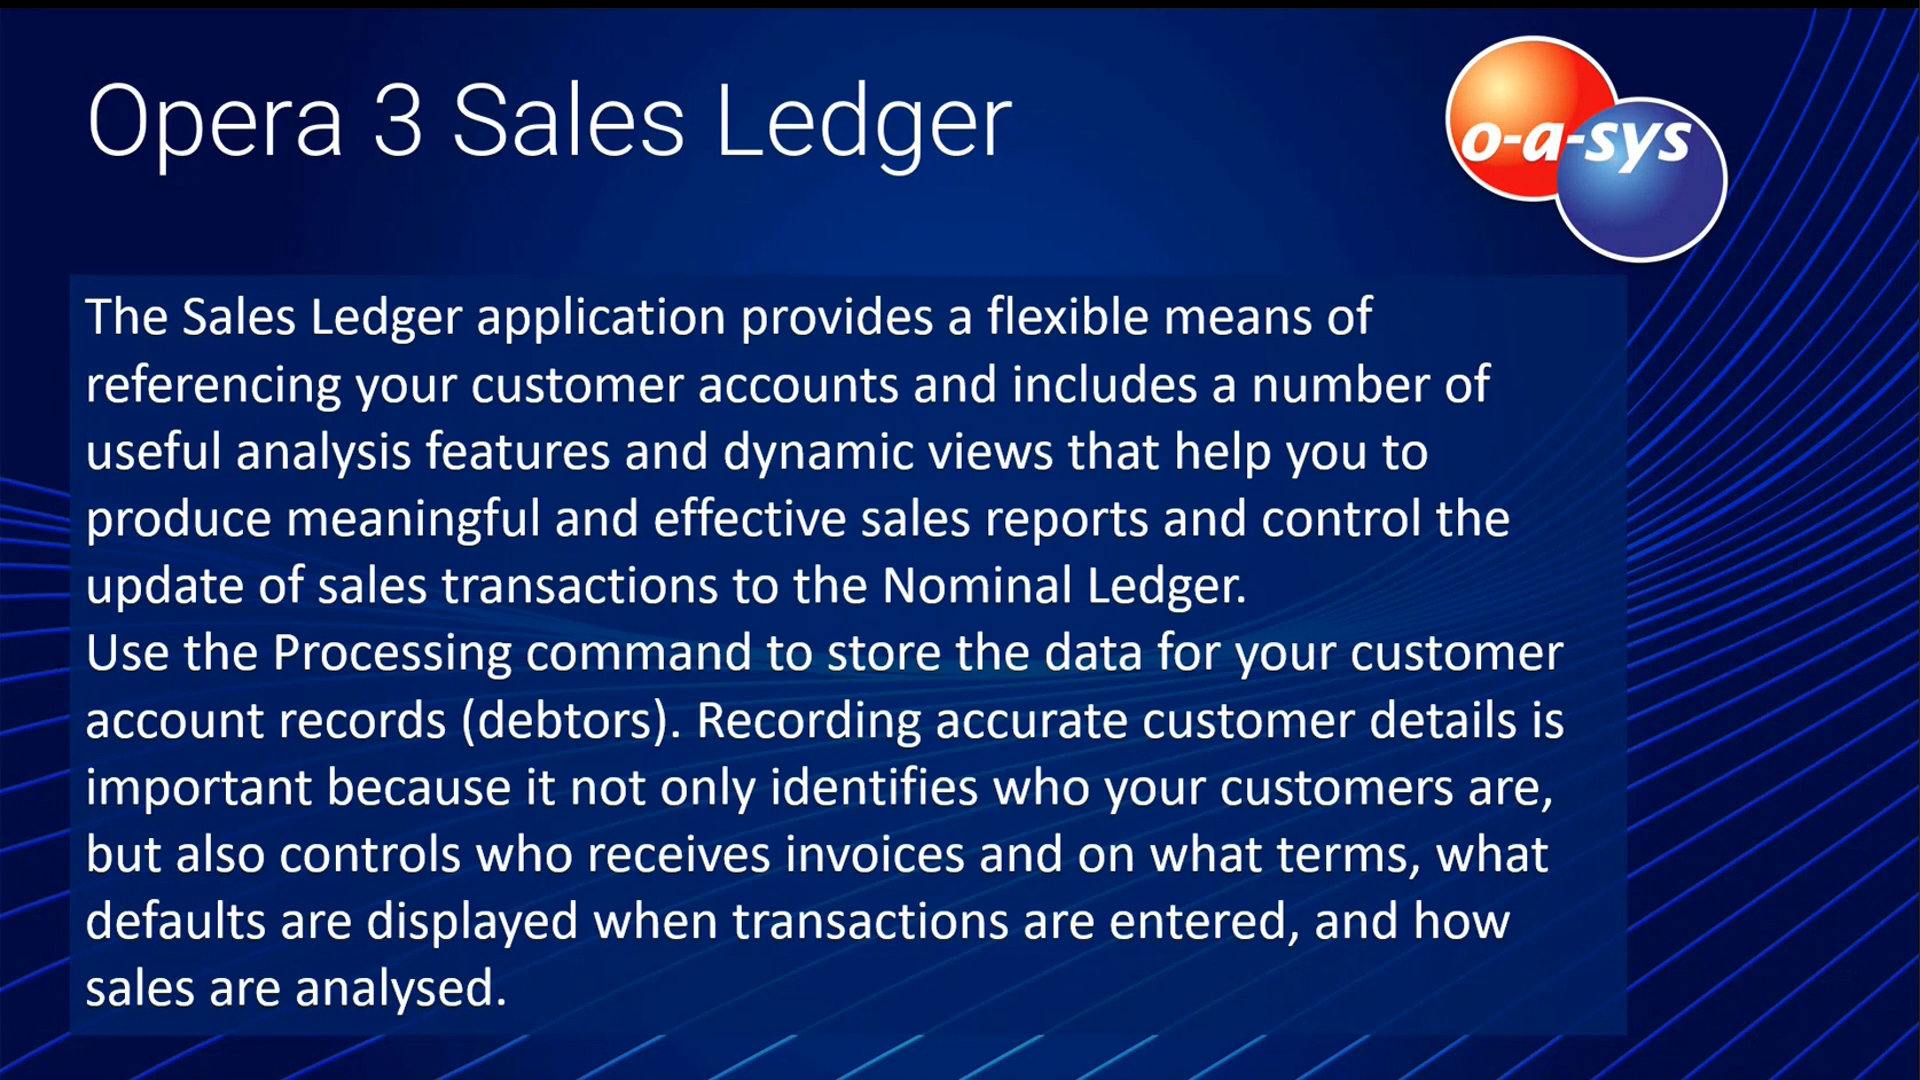 Opera 3 Sales Ledger
o-a-sys
The Sales Ledger application provides a flexible means of
referencing your customer accounts and includes a number of
useful analysis features and dynamic views that help you to
produce meaningful and effective sales reports and control the
update of sales transactions to the Nominal Ledger.
Use the Processing command to store the data for your customer
account records (debtors). Recording accurate customer details is
important because it not only identifies who your customers are,
but also controls who receives invoices and on what terms, what
defaults are displayed when transactions are entered, and how
sales are analysed.